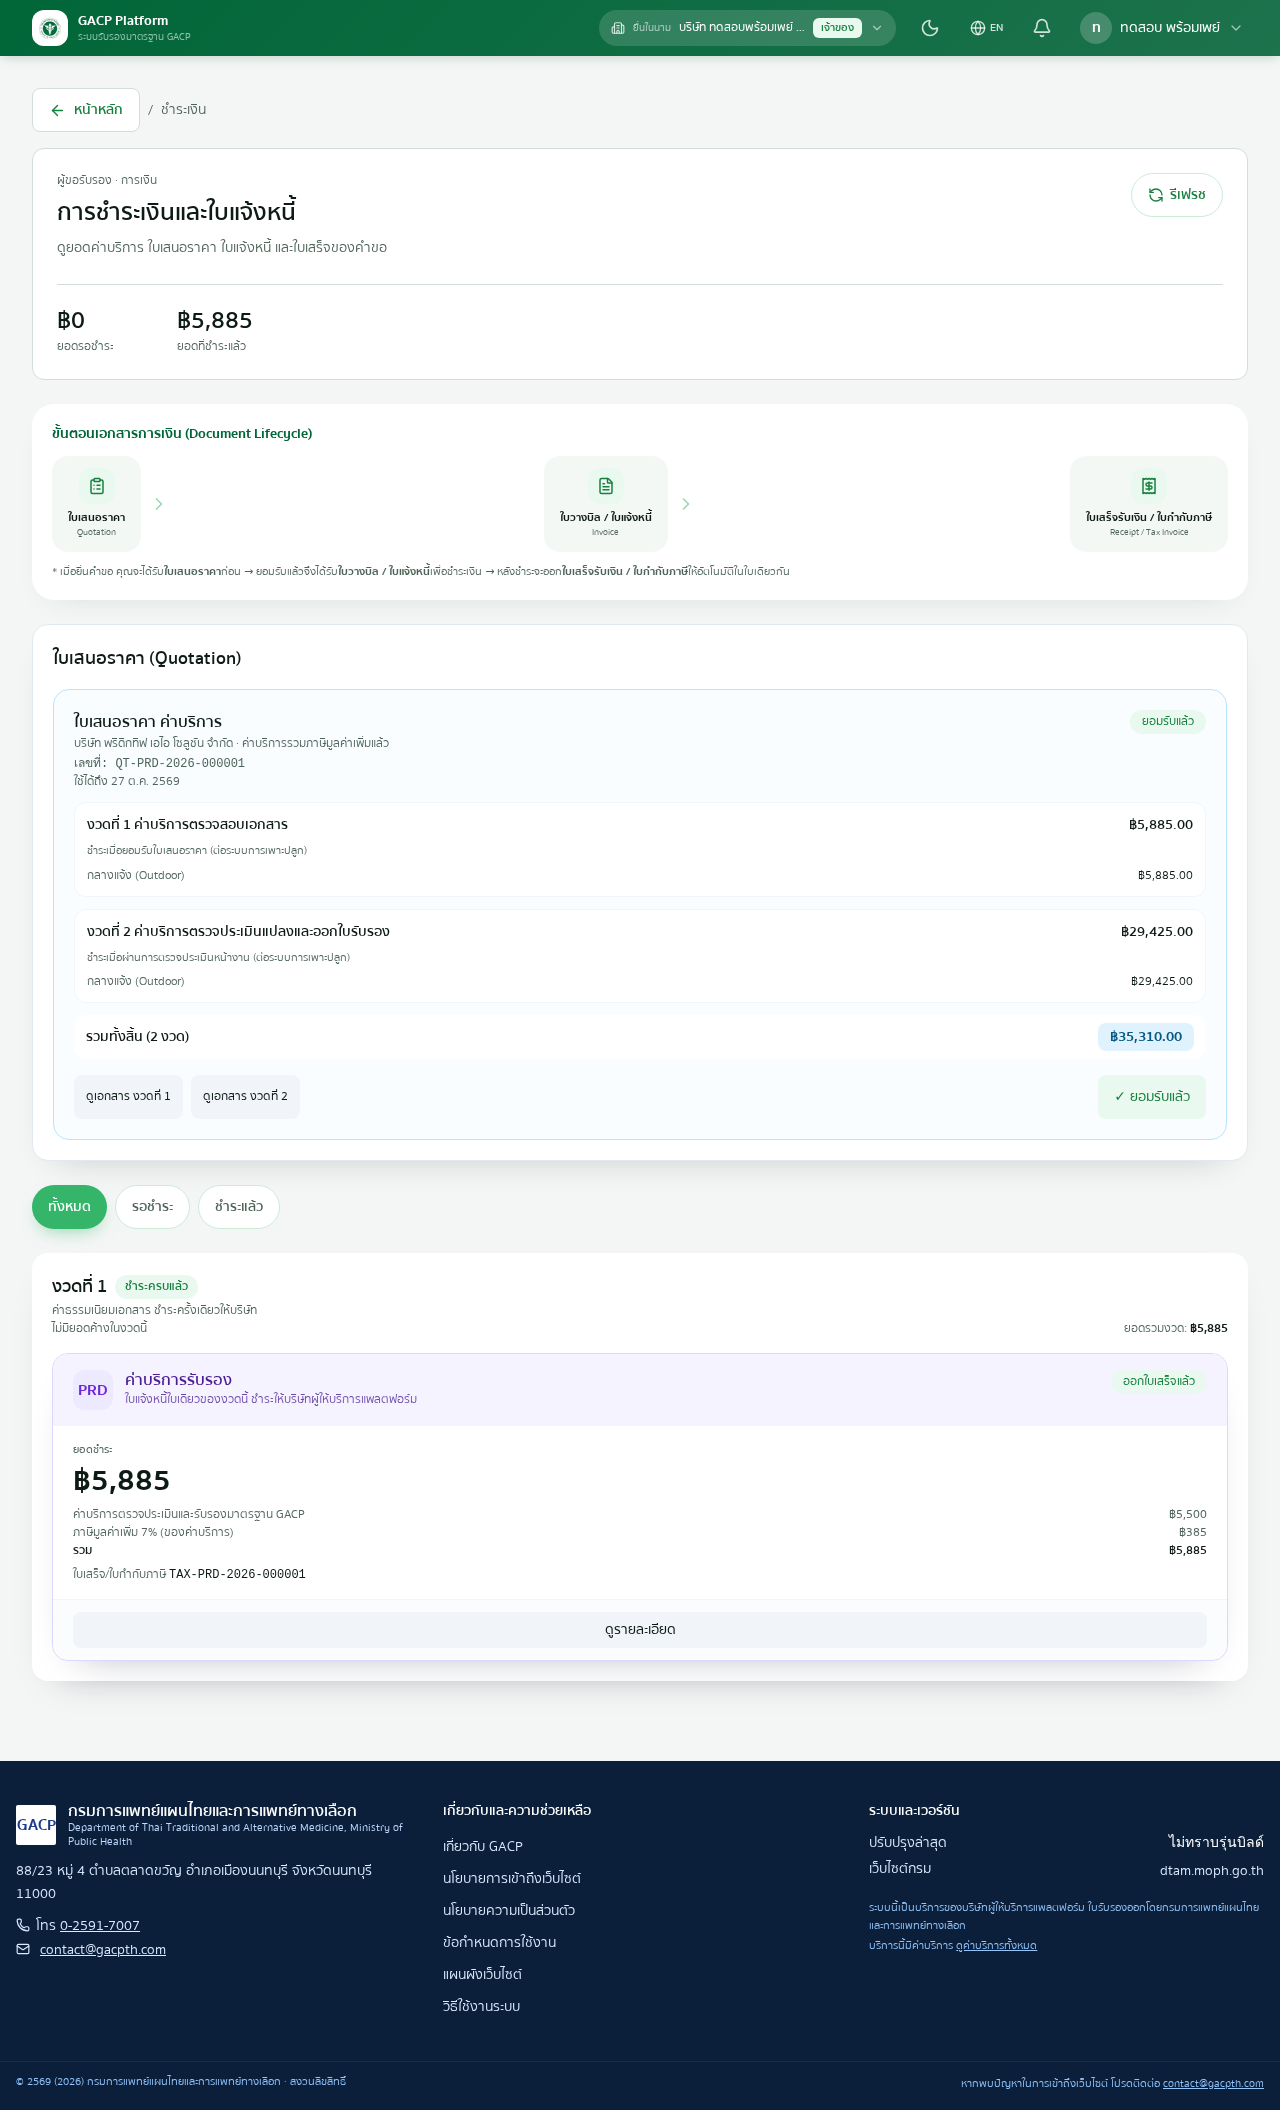 GACP Platform
ระบบรับรองมาตรฐาน GACP
ยื่นในนาม บริษัท ทดสอบพร้อมเพย์ ... เจ้าของ
EN
ท ทดสอบ พร้อมเพย์
หน้าหลัก / ชำระเงิน
ผู้ขอรับรอง · การเงิน
การชำระเงินและใบแจ้งหนี้
รีเฟรช
ดูยอดค่าบริการ ใบเสนอราคา ใบแจ้งหนี้ และใบเสร็จของคำขอ
฿0 ฿5,885
ยอดรอชำระ ยอดที่ชำระแล้ว
ขั้นตอนเอกสารการเงิน (Document Lifecycle)
ใบเสนอราคา ใบวางบิล / ใบแจ้งหนี้ ใบเสร็จรับเงิน / ใบกำกับภาษี
Quotation Invoice Receipt / Tax Invoice
* เมื่อยื่นคำขอ คุณจะได้รับใบเสนอราคาก่อน → ยอมรับแล้วจึงได้รับใบวางบิล / ใบแจ้งหนี้เพื่อชำระเงิน → หลังชำระจะออกใบเสร็จรับเงิน / ใบกำกับภาษีให้อัตโนมัติในใบเดียวกัน
ใบเสนอราคา (Quotation)
ใบเสนอราคา ค่าบริการ ยอมรับแล้ว
บริษัท พรีดิกทิฟ เอไอ โซลูชัน จำกัด · ค่าบริการรวมภาษีมูลค่าเพิ่มแล้ว
เลขที่: QT-PRD-2026-000001
ใช้ได้ถึง 27 ต.ค. 2569
งวดที่ 1 ค่าบริการตรวจสอบเอกสาร ฿5,885.00
ชำระเมื่อยอมรับใบเสนอราคา (ต่อระบบการเพาะปลูก)
กลางแจ้ง (Outdoor) ฿5,885.00
งวดที่ 2 ค่าบริการตรวจประเมินแปลงและออกใบรับรอง ฿29,425.00
ชำระเมื่อผ่านการตรวจประเมินหน้างาน (ต่อระบบการเพาะปลูก)
กลางแจ้ง (Outdoor) ฿29,425.00
รวมทั้งสิ้น (2 งวด) ฿35,310.00
ดูเอกสาร งวดที่ 1 ดูเอกสาร งวดที่ 2 ✓ ยอมรับแล้ว
ทั้งหมด รอชำระ ชำระแล้ว
งวดที่ 1 ชำระครบแล้ว
ค่าธรรมเนียมเอกสาร ชำระครั้งเดียวให้บริษัท
ไม่มียอดค้างในงวดนี้ ยอดรวมงวด: ฿5,885
PRD ค่าบริการรับรอง ออกใบเสร็จแล้ว
ใบแจ้งหนี้ใบเดียวของงวดนี้ ชำระให้บริษัทผู้ให้บริการแพลตฟอร์ม
ยอดชำระ
฿5,885
ค่าบริการตรวจประเมินและรับรองมาตรฐาน GACP ฿5,500
ภาษีมูลค่าเพิ่ม 7% (ของค่าบริการ) ฿385
รวม ฿5,885
ใบเสร็จ/ใบกำกับภาษี TAX-PRD-2026-000001
ดูรายละเอียด
GACP กรมการแพทย์แผนไทยและการแพทย์ทางเลือก
Department of Thai Traditional and Alternative Medicine, Ministry of
Public Health
88/23 หมู่ 4 ตำบลตลาดขวัญ อำเภอเมืองนนทบุรี จังหวัดนนทบุรี
11000
โทร 0-2591-7007
contact@gacpth.com
เกี่ยวกับและความช่วยเหลือ
เกี่ยวกับ GACP
นโยบายการเข้าถึงเว็บไซต์
นโยบายความเป็นส่วนตัว
ข้อกำหนดการใช้งาน
แผนผังเว็บไซต์
วิธีใช้งานระบบ
ระบบและเวอร์ชัน
ปรับปรุงล่าสุด ไม่ทราบรุ่นบิลด์
เว็บไซต์กรม dtam.moph.go.th
ระบบนี้เป็นบริการของบริษัทผู้ให้บริการแพลตฟอร์ม ใบรับรองออกโดยกรมการแพทย์แผนไทย
และการแพทย์ทางเลือก
บริการนี้มีค่าบริการ ดูค่าบริการทั้งหมด
© 2569 (2026) กรมการแพทย์แผนไทยและการแพทย์ทางเลือก · สงวนลิขสิทธิ์
หากพบปัญหาในการเข้าถึงเว็บไซต์ โปรดติดต่อ contact@gacpth.com